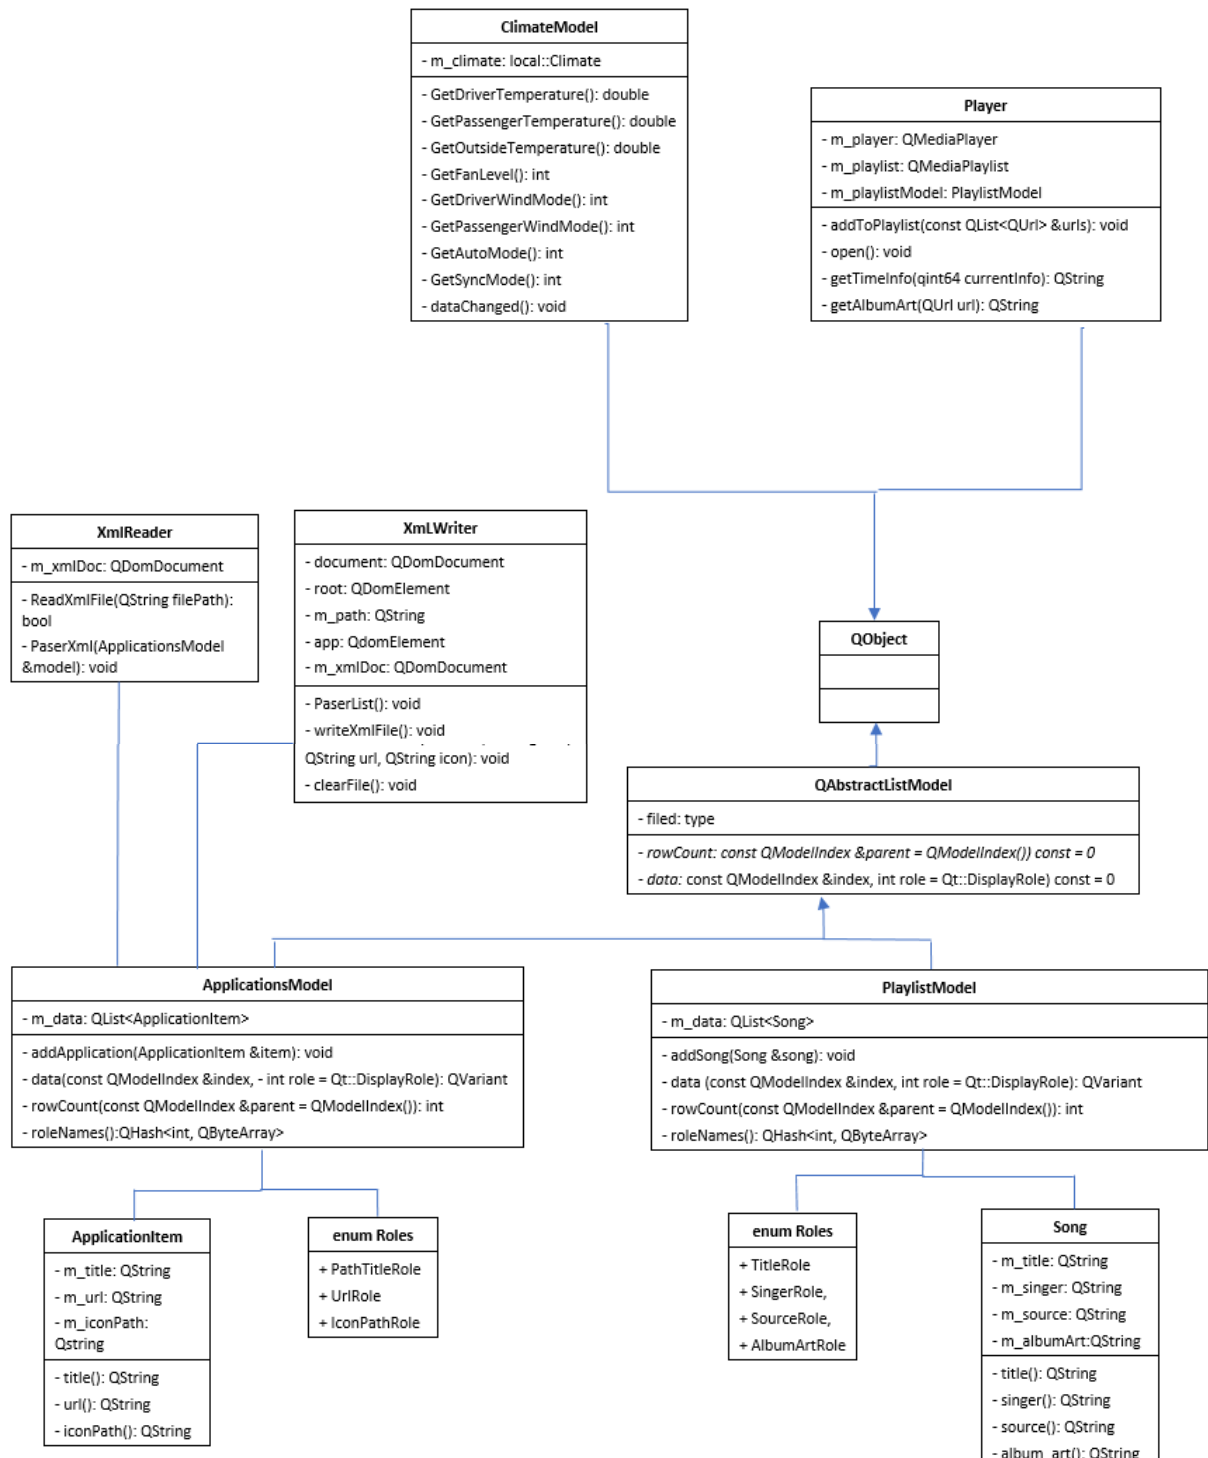 ClimateModel
- m_climate: local::Climate
- GetDriverTemperature(): double
- GetPassengerTemperature(): double
- GetOutsideTemperature(): double
- GetFanLevel(): int
- GetDriverWindMode(): int
- GetPassengerWindMode(): int
- GetAutoMode(): int
- GetSyncMode(): int
- dataChanged(): void
Player
- m_player: QMediaPlayer
- m_playlist: QMediaPlaylist
- m_playlistModel: PlaylistModel
- addToPlaylist(const QList<QUrl> &urls): void
- open(): void
- getTimeInfo(qint64 currentInfo): QString
- getAlbumArt(QUrl url): QString
XmlReader
- m_xmlDoc: QDomDocument
- ReadXmlFile(QString filePath):
bool
- PaserXml(ApplicationsModel
&model): void
XmLWriter
- document: QDomDocument
- root: QDomElement
- m_path: QString
- app: QdomElement
- m_xmlDoc: QDomDocument
- PaserList(): void
- writeXmlFile(): void
QString url, QString icon): void
- clearFile(): void
QObject
QAbstractListModel
- filed: type
- rowCount: const QModelIndex &parent = QModelIndex()) const = 0
- data: const QModelIndex &index, int role = Qt::DisplayRole) const = 0
ApplicationsModel
- m_data: QList<ApplicationItem>
- addApplication(ApplicationItem &item): void
- data(const QModelIndex &index, - int role = Qt::DisplayRole): QVariant
- rowCount(const QModelIndex &parent = QModelIndex()): int
- roleNames():QHash<int, QByteArray>
PlaylistModel
- m_data: QList<Song>
- addSong(Song &song): void
- data (const QModelIndex &index, int role = Qt::DisplayRole): QVariant
- rowCount(const QModelIndex &parent = QModelIndex()): int
- roleNames(): QHash<int, QByteArray>
ApplicationItem
- m_title: QString
- m_url: QString
- m_iconPath:
Qstring
- title(): QString
- url(): QString
- iconPath(): QString
enum Roles
+ PathTitleRole
+ UrlRole
+ IconPathRole
enum Roles
+ TitleRole
+ SingerRole,
+ SourceRole,
+ AlbumArtRole
Song
- m_title: QString
- m_singer: QString
- m_source: QString
- m_albumArt:QString
- title(): QString
- singer(): QString
- source(): QString
- album_art(): QString